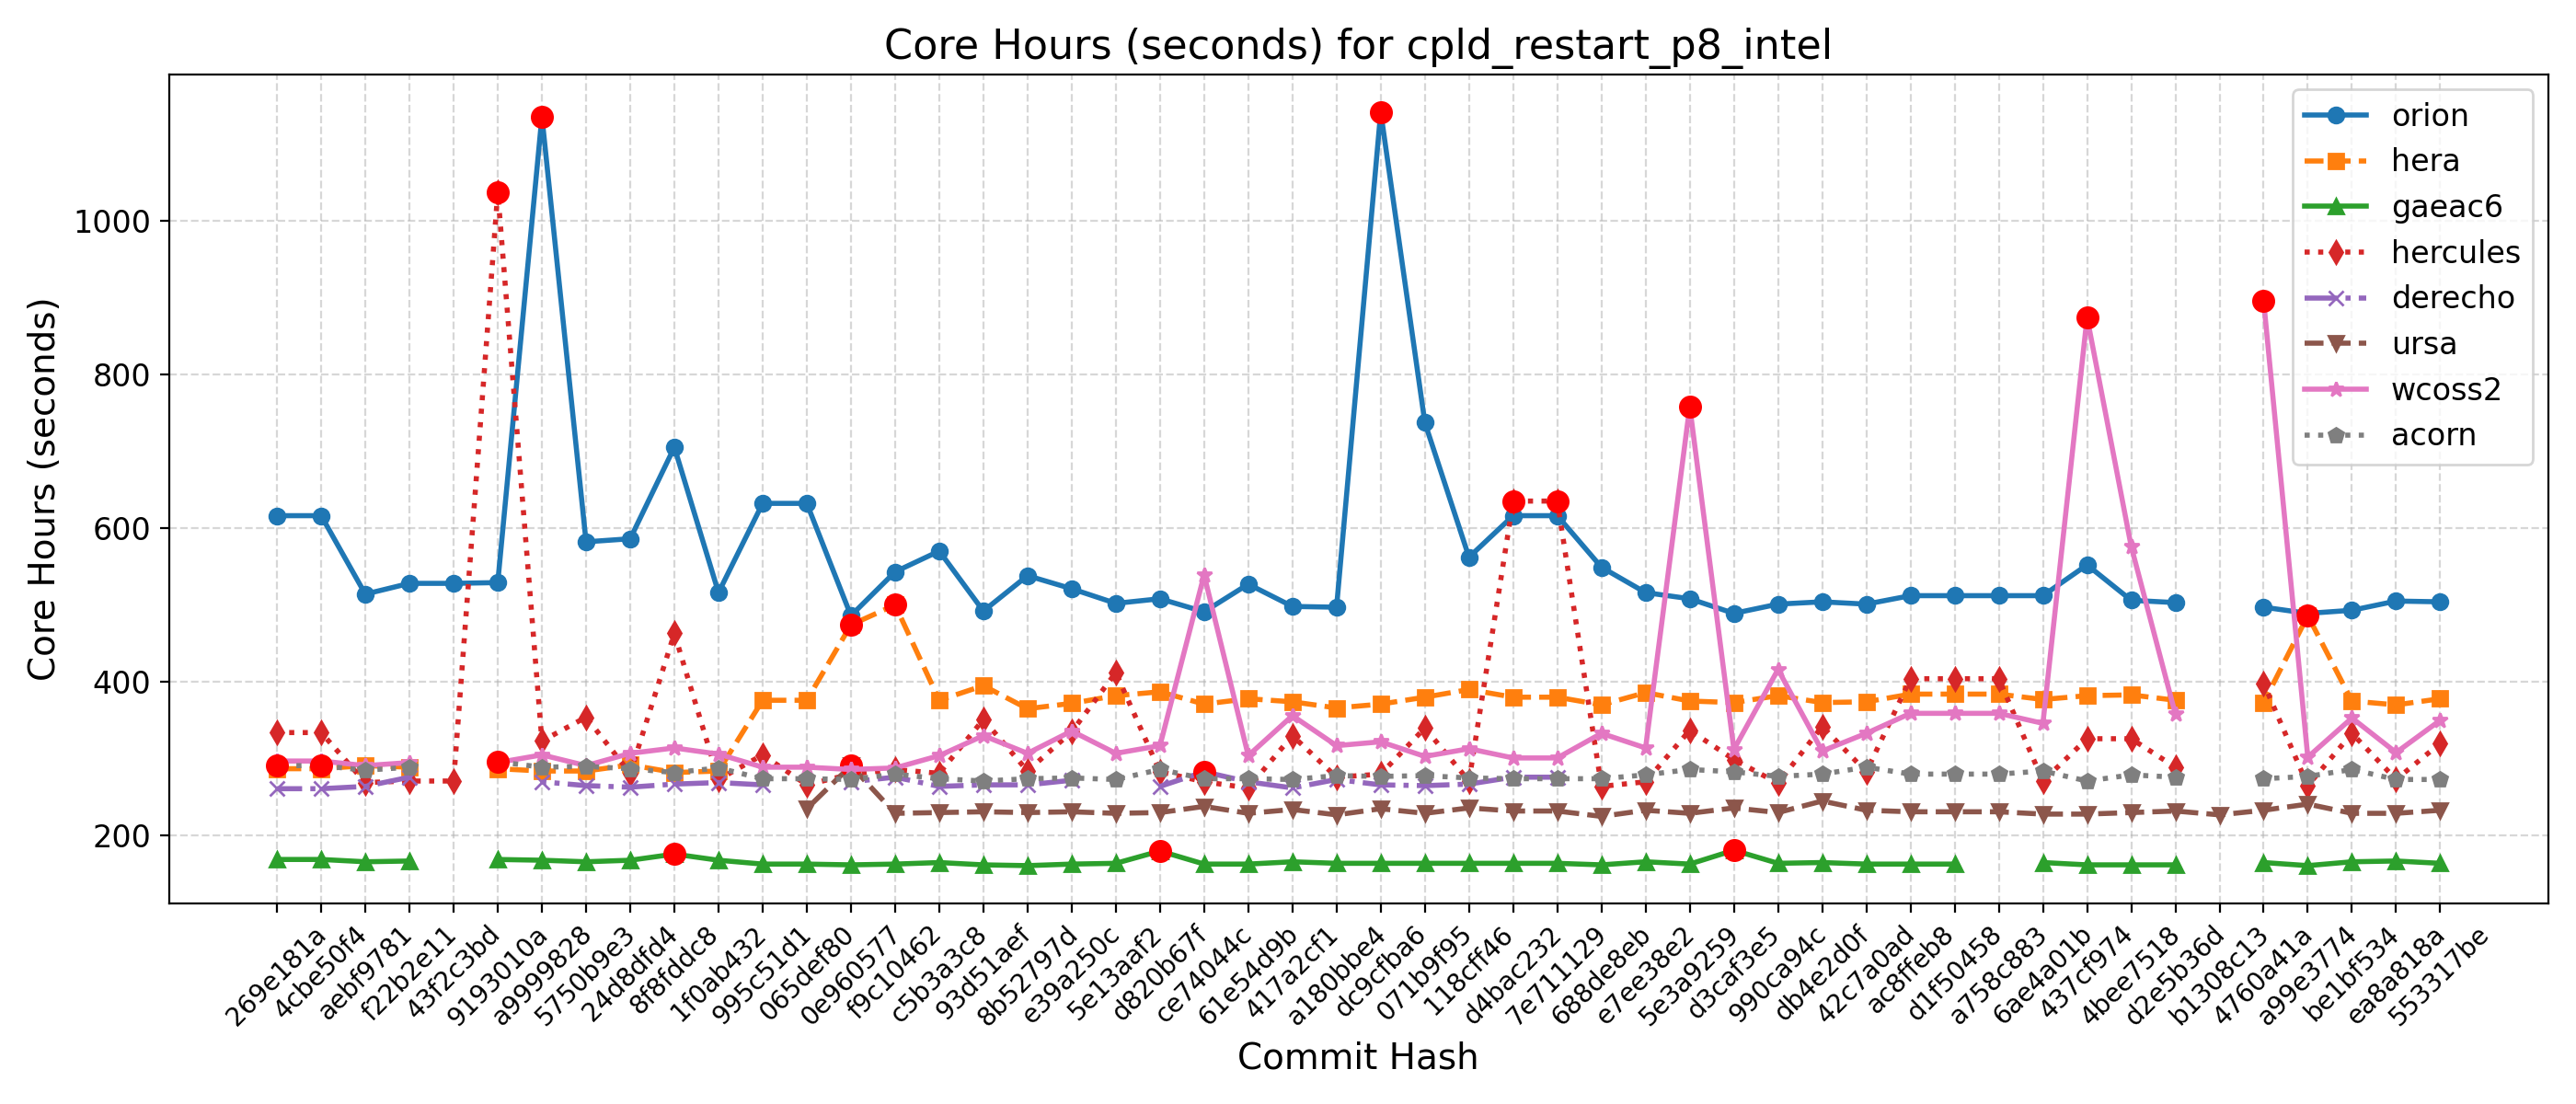 Core Hours (seconds) for cpld_restart_p8_intel
Core Hours (seconds)
1000
800
600
400
200
orion
hera
gaeac6
hercules
derecho
ursa
wcoss2
acorn
269e181a
4cbe50f4
aebf9781
f22b2e11
43f2c3bd
9193010a
a9999828
5750b9e3
24d8dfd4
8f8fddc8
1f0ab432
995c51d1
065def80
0e960577
f9c10462
c5b3a3c8
93d51aef
8b52797d
e39a250c
5e13aaf2
d820b67f
ce74044c
61e54d9b
417a2cf1
a180bbe4
dc9cfba6
071b9f95
118cff46
d4bac232
7e711129
688de8eb
e7ee38e2
5e3a9259
d3caf3e5
990ca94c
db4e2d0f
42c7a0ad
ac8ffeb8
d1f50458
a758c883
6ae4a01b
437cf974
4bee7518
d2e5b36d
b1308c13
4760a41a
a99e3774
be1bf534
ea8a818a
553317be
Commit Hash